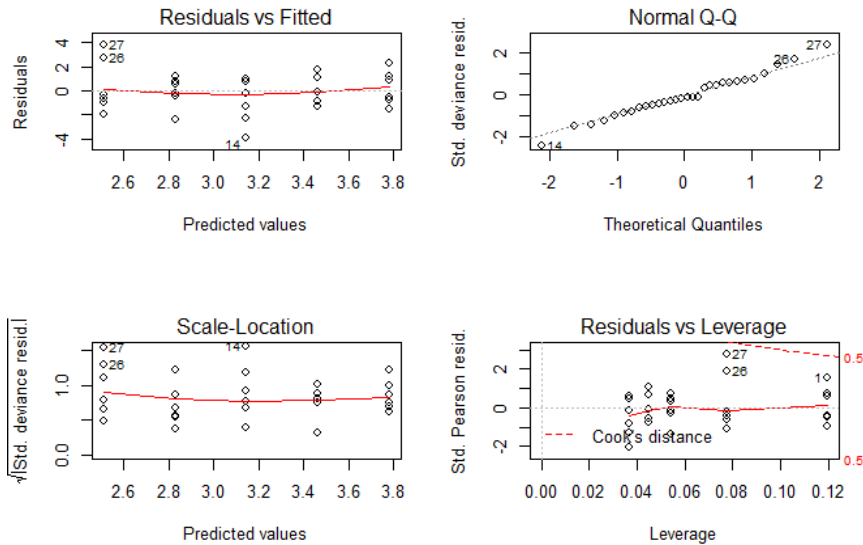 Residuals vs Fitted
Residuals
4
2
0
-4
27
26
14
2.6 2.8 3.0 3.2 3.4 3.6 3.8
Predicted values
Normal Q-Q
Std. deviance resid.
2
0
-2
27
26
14
-2 -1 0 1 2
Theoretical Quantiles
Scale-Location
√|Std. deviance resid.|
1.0
0.0
27
26
14
2.6 2.8 3.0 3.2 3.4 3.6 3.8
Predicted values
Residuals vs Leverage
Std. Pearson resid.
2
0
-2
27
26
1
0.5
0.5
Cook's distance
0.00 0.02 0.04 0.06 0.08 0.10 0.12
Leverage